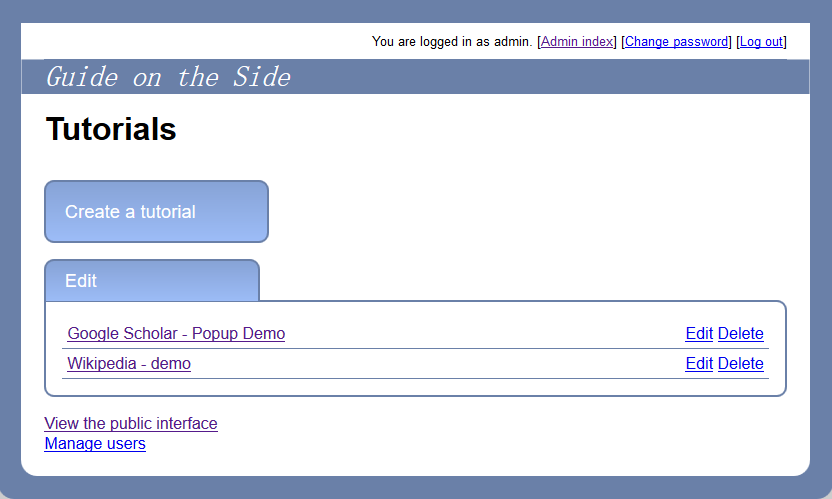 You are logged in as admin. [Admin index] [Change password] [Log out]
Guide on the Side
Tutorials
Create a tutorial
Edit
Google Scholar - Popup Demo Edit Delete
Wikipedia - demo Edit Delete
View the public interface
Manage users